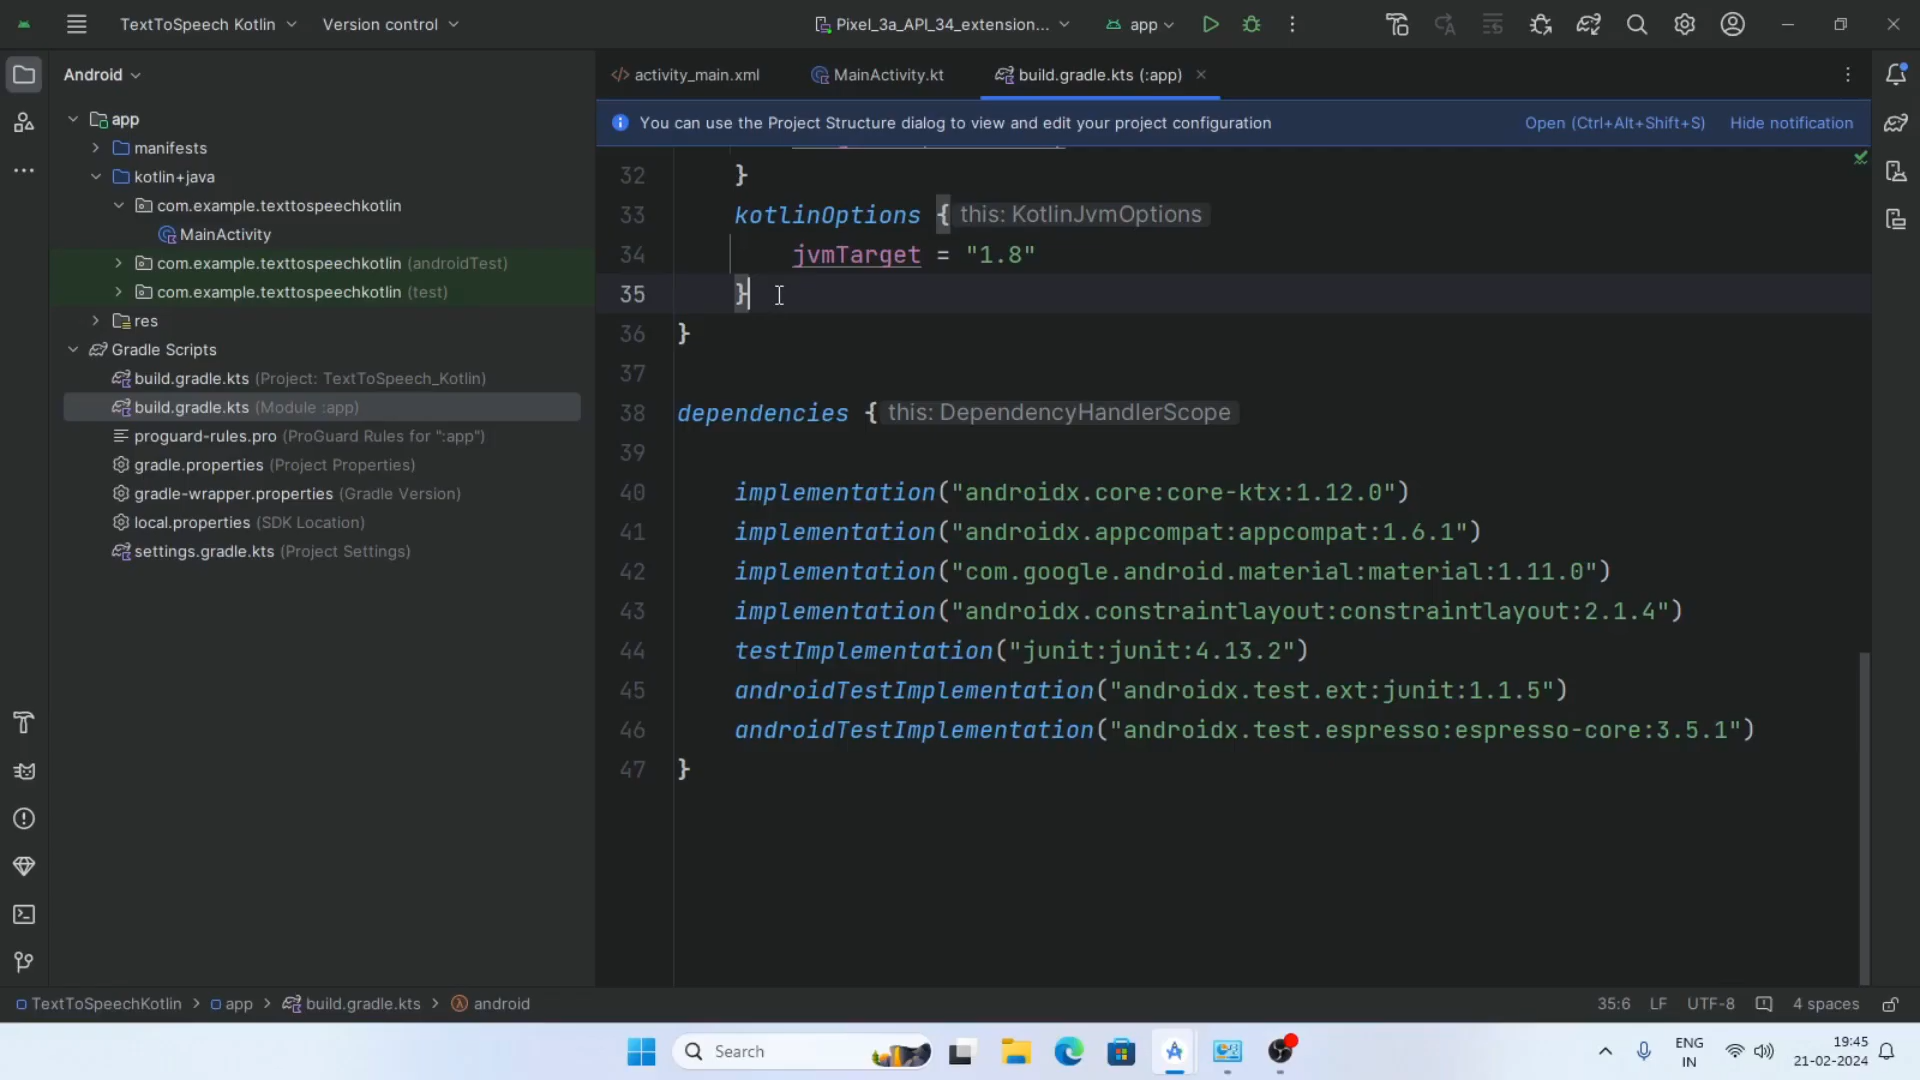 TextToSpeech Kotlin
Version control
Pixel_3a_API_34_extension...
app
Android
app
manifests
kotlin+java
com.example.texttospeechkotlin
MainActivity
com.example.texttospeechkotlin (androidTest)
com.example.texttospeechkotlin (test)
res
Gradle Scripts
build.gradle.kts (Project: TextToSpeech_Kotlin)
build.gradle.kts (Module :app)
proguard-rules.pro (ProGuard Rules for ":app")
gradle.properties (Project Properties)
gradle-wrapper.properties (Gradle Version)
local.properties (SDK Location)
settings.gradle.kts (Project Settings)
activity_main.xml
MainActivity.kt
build.gradle.kts (:app)
You can use the Project Structure dialog to view and edit your project configuration
Open (Ctrl+Alt+Shift+S)
Hide notification
32 }
33 kotlinOptions { this: KotlinJvmOptions
34 jvmTarget = "1.8"
35 }
36 }
37
38 dependencies { this: DependencyHandlerScope
39
40 implementation("androidx.core:core-ktx:1.12.0")
41 implementation("androidx.appcompat:appcompat:1.6.1")
42 implementation("com.google.android.material:material:1.11.0")
43 implementation("androidx.constraintlayout:constraintlayout:2.1.4")
44 testImplementation("junit:junit:4.13.2")
45 androidTestImplementation("androidx.test.ext:junit:1.1.5")
46 androidTestImplementation("androidx.test.espresso:espresso-core:3.5.1")
47 }
TextToSpeechKotlin > app > build.gradle.kts > android
35:6 LF UTF-8 4 spaces
Search
ENG
IN
19:45
21-02-2024